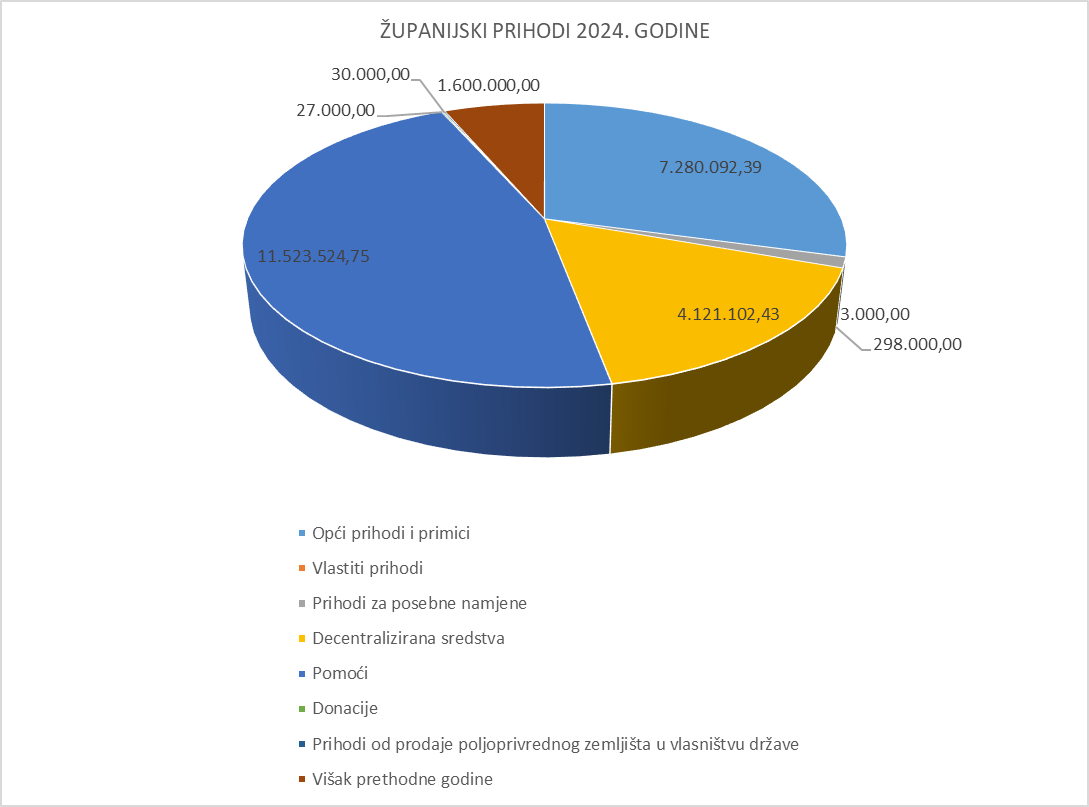 ŽUPANIJSKI PRIHODI 2024. GODINE
30.000,00
1.600.000,00
27.000,00
7.280.092,39
11.523.524,75
4.121.102,43
3.000,00
298.000,00
Opći prihodi i primici
Vlastiti prihodi
Prihodi za posebne namjene
Decentralizirana sredstva
Pomoći
Donacije
Prihodi od prodaje poljoprivrednog zemljišta u vlasništvu države
Višak prethodne godine